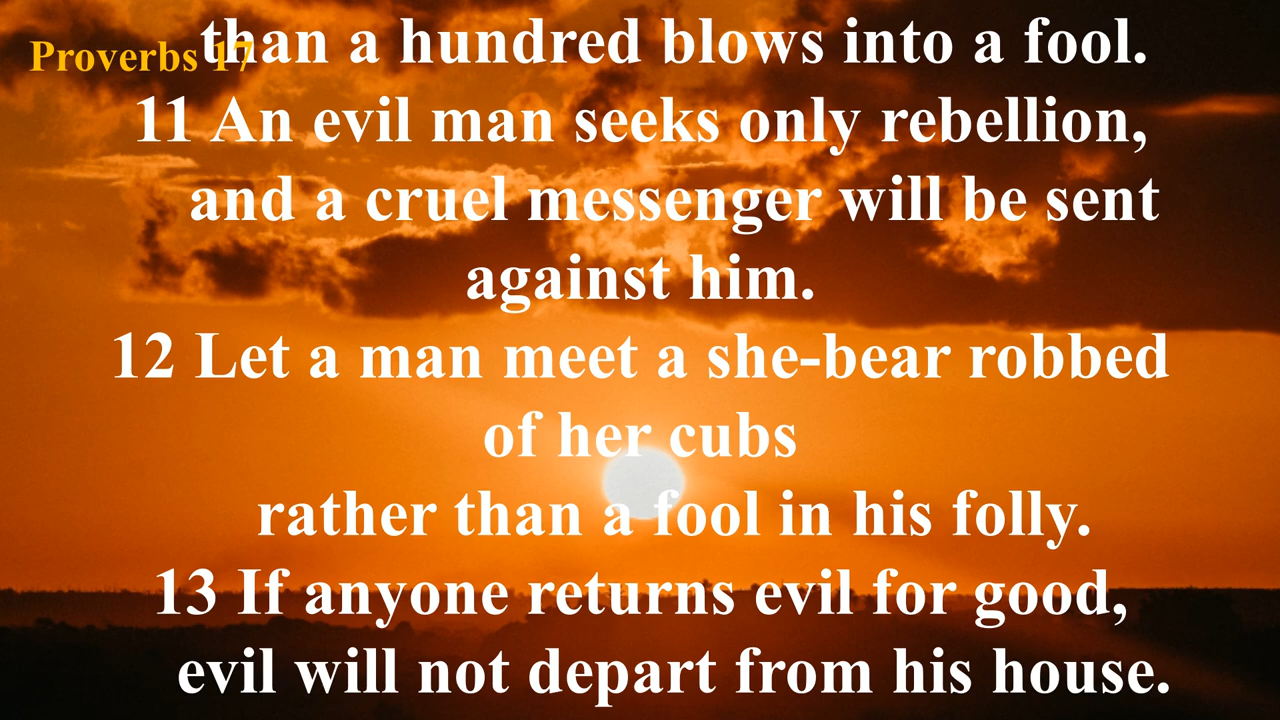 Proverbs 17
than a hundred blows into a fool.
11 An evil man seeks only rebellion,
and a cruel messenger will be sent
against him.
12 Let a man meet a she-bear robbed
of her cubs
rather than a fool in his folly.
13 If anyone returns evil for good,
evil will not depart from his house.